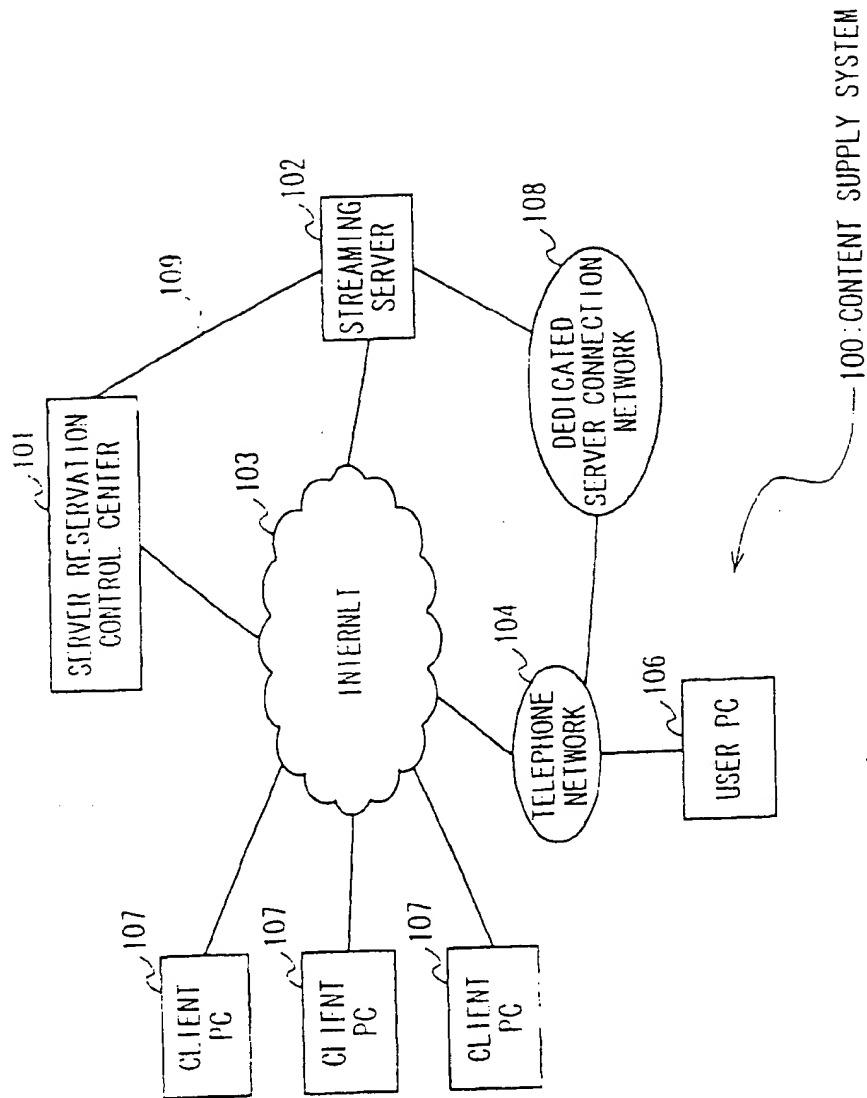 101
SERVER RESERVATION
CONTROL CENTER
109
102
STREAMING
SERVER
103
INTERNET
107
CLIENT
PC
107
CLIENT
PC
107
CLIENT
PC
104
TELEPHONE
NETWORK
108
DEDICATED
SERVER CONNECTION
NETWORK
106
USER PC
100:CONTENT SUPPLY SYSTEM